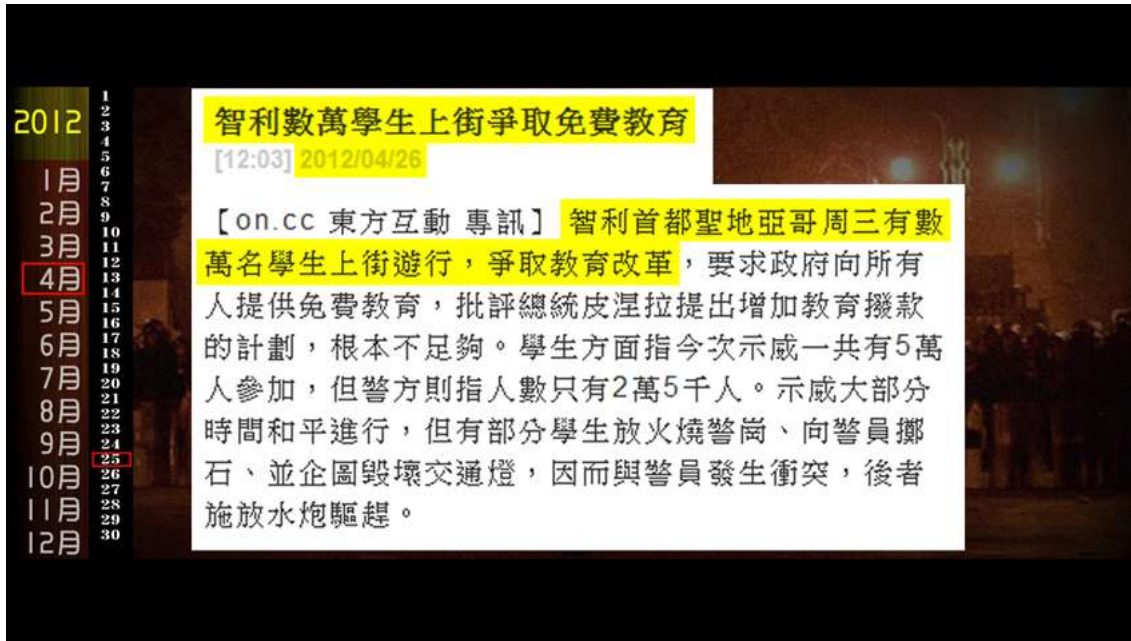 2012
1月
2月
3月
4月
5月
6月
7月
8月
9月
10月
11月
12月
1
2
3
4
5
6
7
8
9
10
11
12
13
14
15
16
17
18
19
20
21
22
23
24
25
26
27
28
29
30
智利數萬學生上街爭取免費教育
[12:03] 2012/04/26
【on.cc 東方互動 專訊】 智利首都聖地亞哥周三有數
萬名學生上街遊行，爭取教育改革，要求政府向所有
人提供免費教育，批評總統皮涅拉提出增加教育撥款
的計劃，根本不足夠。學生方面指今次示威一共有5萬
人參加，但警方則指人數只有2萬5千人。示威大部分
時間和平進行，但有部分學生放火燒警崗、向警員擲
石、並企圖毀壞交通燈，因而與警員發生衝突，後者
施放水炮驅趕。